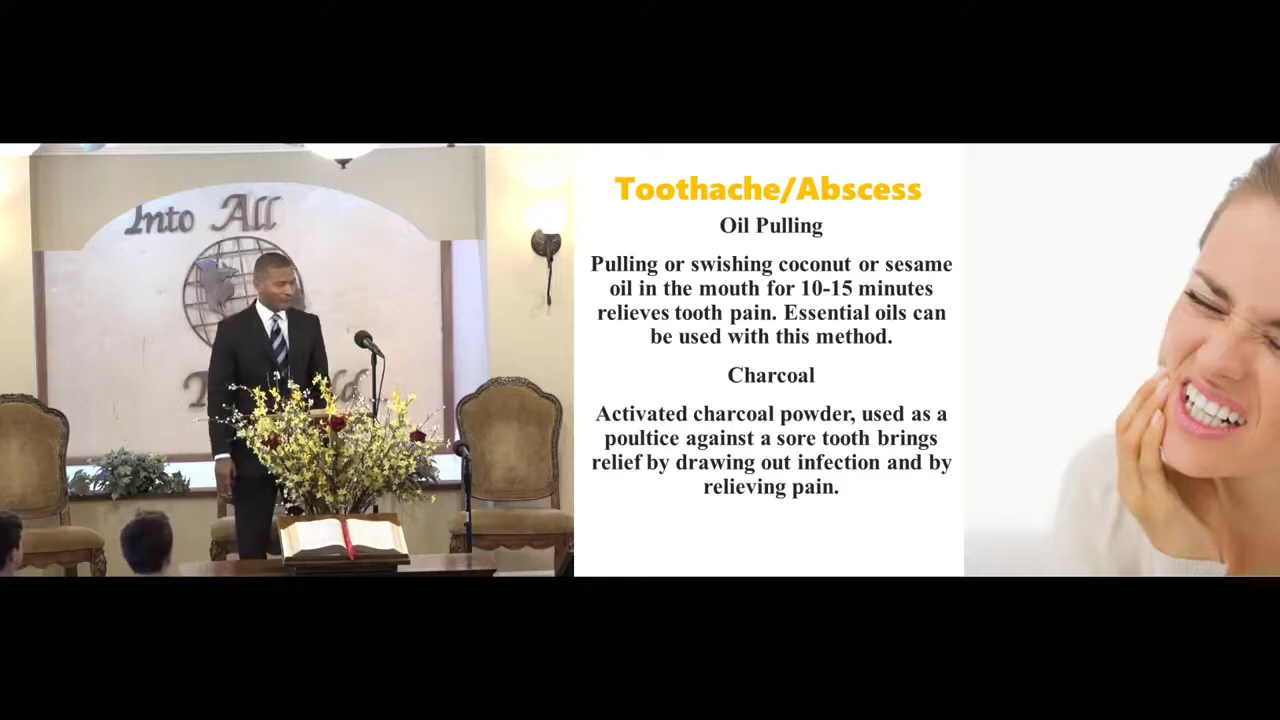 Into All
Toothache/Abscess
Oil Pulling
Pulling or swishing coconut or sesame
oil in the mouth for 10-15 minutes
relieves tooth pain. Essential oils can
be used with this method.
Charcoal
Activated charcoal powder, used as a
poultice against a sore tooth brings
relief by drawing out infection and by
relieving pain.